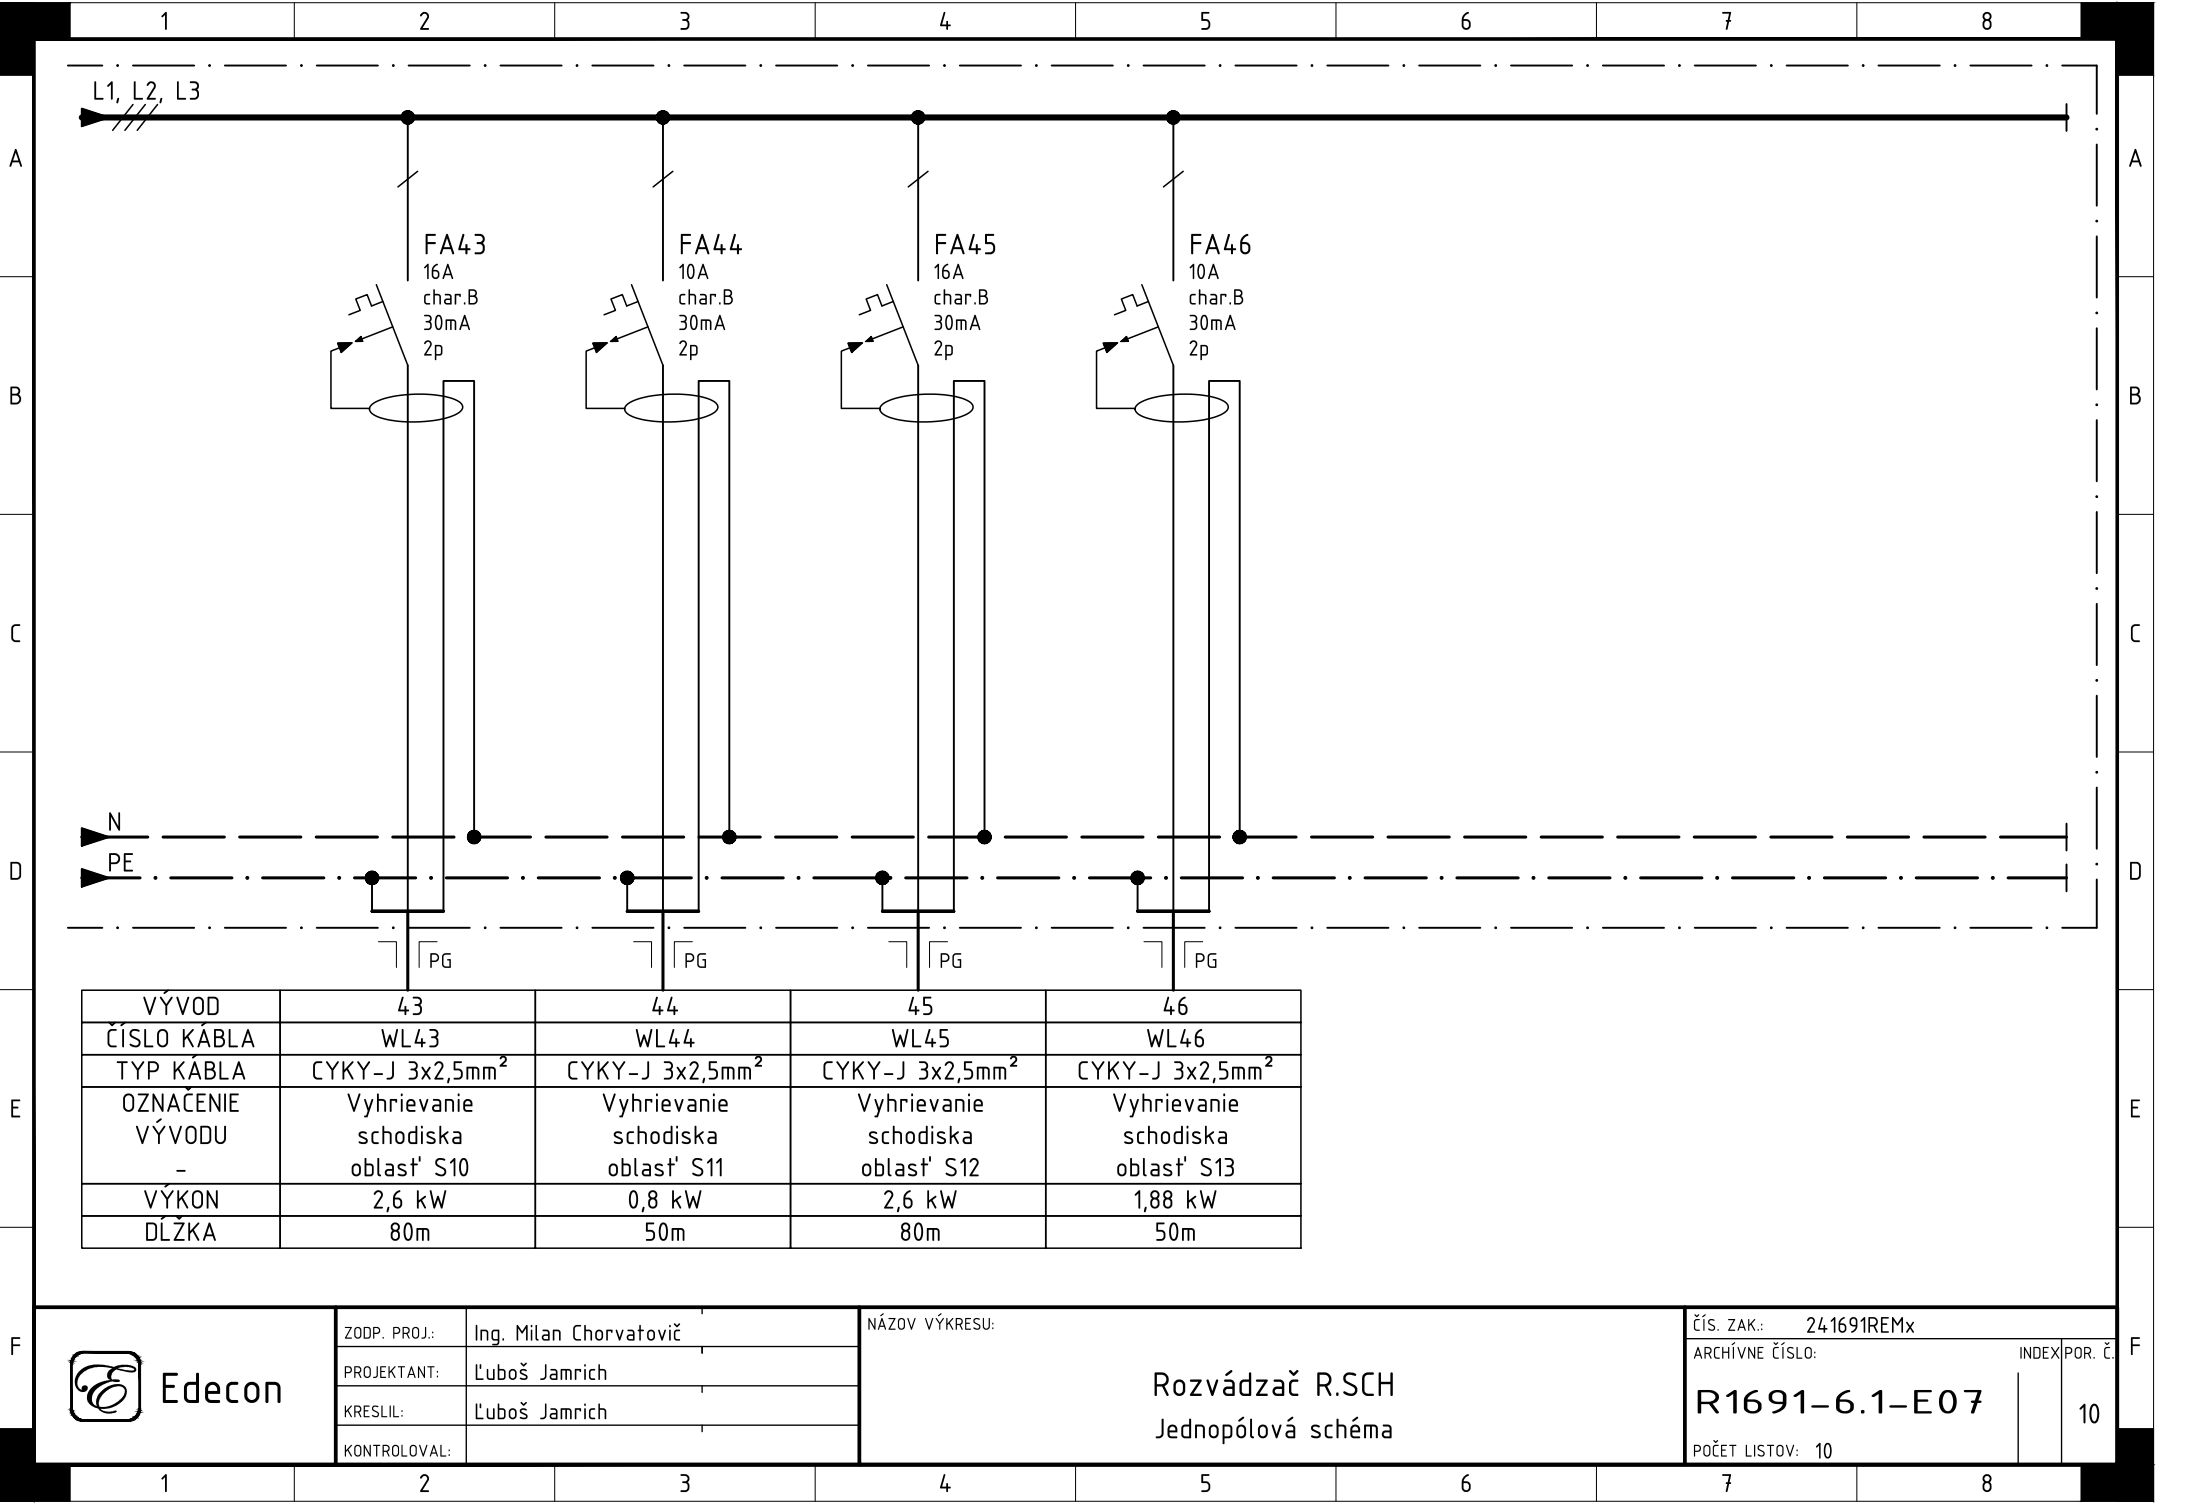 1 2 3 4 5 6 7 8
L1, L2, L3
A A
FA43 FA44 FA45 FA46
16A 10A 16A 10A
char.B char.B char.B char.B
30mA 30mA 30mA 30mA
2p 2p 2p 2p
B B
C C
N
PE
D D
PG PG PG PG
VÝVOD 43 44 45 46
ČÍSLO KÁBLA WL43 WL44 WL45 WL46
TYP KÁBLA CYKY-J 3x2,5mm² CYKY-J 3x2,5mm² CYKY-J 3x2,5mm² CYKY-J 3x2,5mm²
OZNAČENIE Vyhrievanie Vyhrievanie Vyhrievanie Vyhrievanie
E E
VÝVODU schodiska schodiska schodiska schodiska
- oblasť S10 oblasť S11 oblasť S12 oblasť S13
VÝKON 2,6 kW 0,8 kW 2,6 kW 1,88 kW
DĹŽKA 80m 50m 80m 50m
F F
Edecon
ZODP. PROJ.: Ing. Milan Chorvatovič
PROJEKTANT: Ľuboš Jamrich
KRESLIL: Ľuboš Jamrich
KONTROLOVAL:
NÁZOV VÝKRESU:
Rozvádzač R.SCH
Jednopólová schéma
ČÍS. ZAK.: 241691REMx
ARCHÍVNE ČÍSLO: INDEX POR. Č.
R1691-6.1-E07
10
POČET LISTOV: 10
1 2 3 4 5 6 7 8